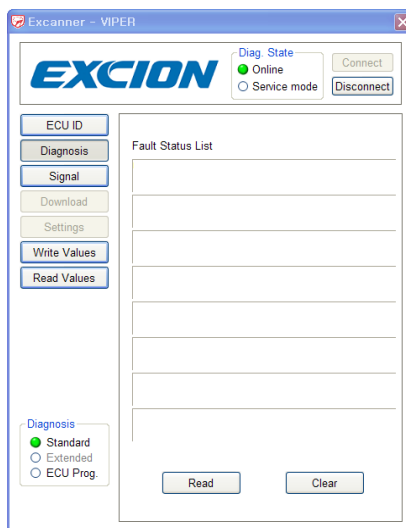 Excanner - VIPER
EXCION
Diag. State
Online
Service mode
Connect
Disconnect
ECU ID
Diagnosis
Signal
Download
Settings
Write Values
Read Values
Fault Status List
Diagnosis
Standard
Extended
ECU Prog.
Read
Clear